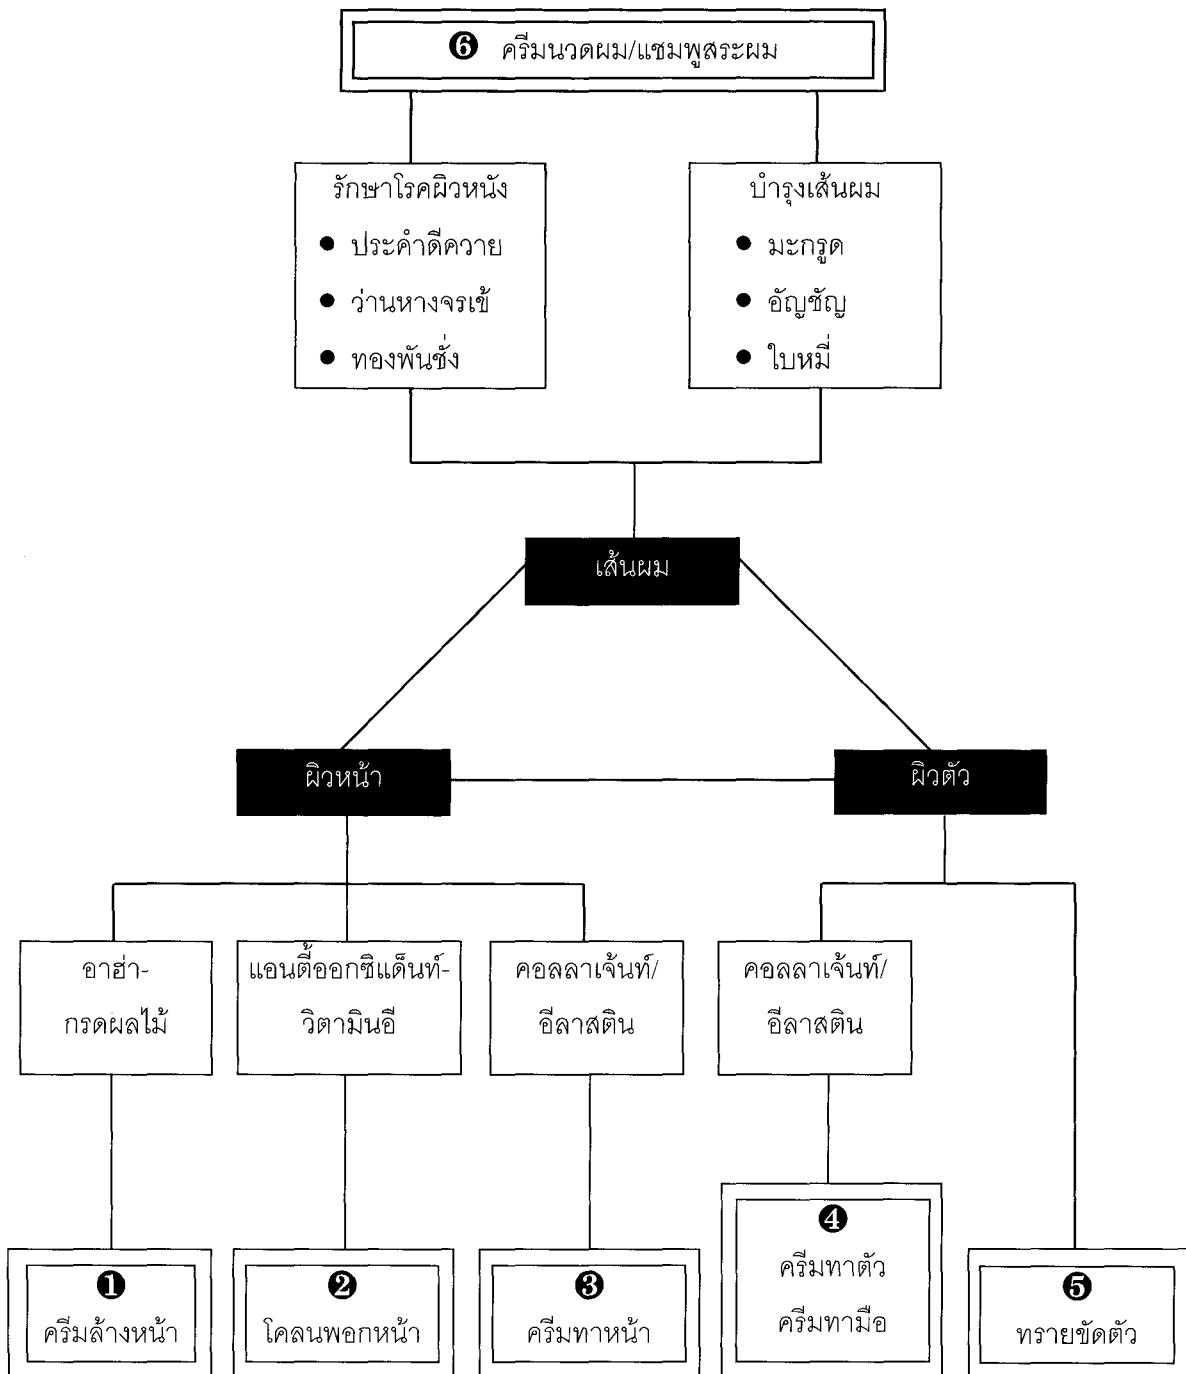 ❻ ครีมนวดผม/แชมพูสระผม
รักษาโรคผิวหนัง
● ประคำดีควาย
● ว่านหางจรเข้
● ทองพันชั่ง
บำรุงเส้นผม
● มะกรูด
● อัญชัญ
● ใบหมี่
เส้นผม
ผิวหน้า
ผิวตัว
อาฮ่า-
กรดผลไม้
แอนตี้ออกซิแด็นท์-
วิตามินอี
คอลลาเจ้นท์/
อีลาสติน
คอลลาเจ้นท์/
อีลาสติน
❶
ครีมล้างหน้า
❷
โคลนพอกหน้า
❸
ครีมทาหน้า
❹
ครีมทาตัว
ครีมทามือ
❺
ทรายขัดตัว